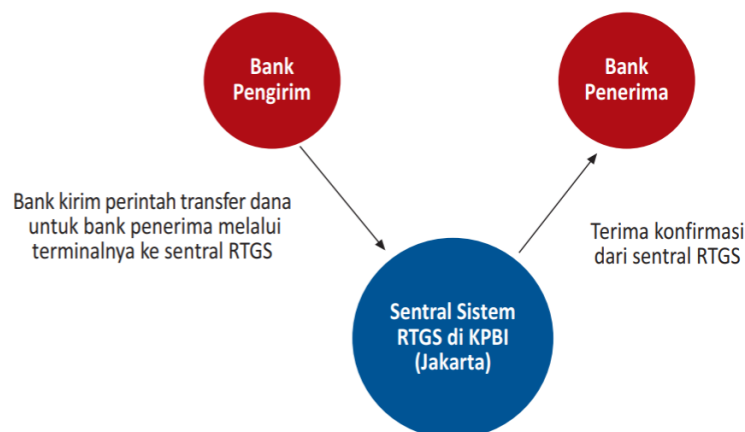 Bank
Pengirim
Bank
Penerima
Bank kirim perintah transfer dana
untuk bank penerima melalui
terminalnya ke sentral RTGS
Terima konfirmasi
dari sentral RTGS
Sentral Sistem
RTGS di KPBI
(Jakarta)